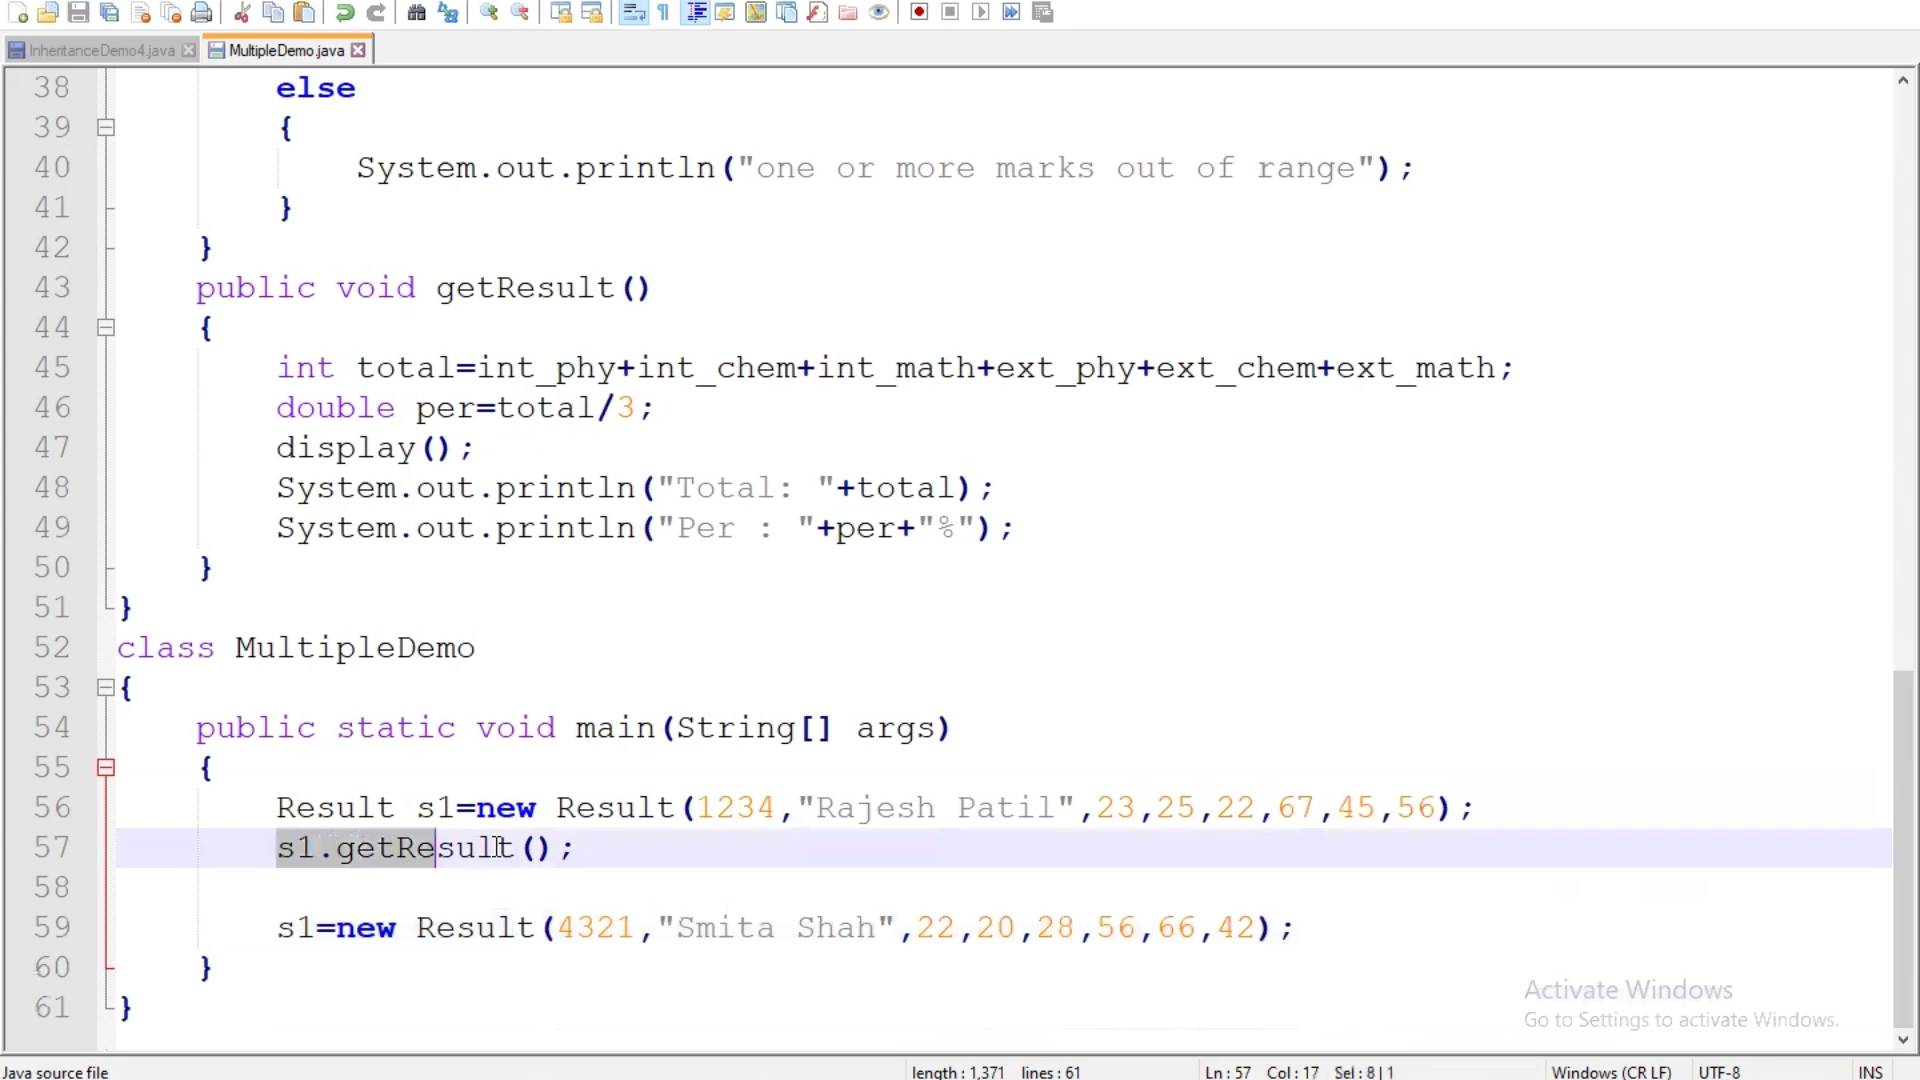 InheritanceDemo4.java MultipleDemo.java
38 else
39 {
40 System.out.println("one or more marks out of range");
41 }
42 }
43 public void getResult()
44 {
45 int total=int_phy+int_chem+int_math+ext_phy+ext_chem+ext_math;
46 double per=total/3;
47 display();
48 System.out.println("Total: "+total);
49 System.out.println("Per : "+per+"%");
50 }
51 }
52 class MultipleDemo
53 {
54 public static void main(String[] args)
55 {
56 Result s1=new Result(1234,"Rajesh Patil",23,25,22,67,45,56);
57 s1.getResult();
58
59 s1=new Result(4321,"Smita Shah",22,20,28,56,66,42);
60 }
61 }
Activate Windows
Go to Settings to activate Windows.
Java source file length : 1,371 lines : 61 Ln : 57 Col : 17 Sel : 8 | 1 Windows (CR LF) UTF-8 INS